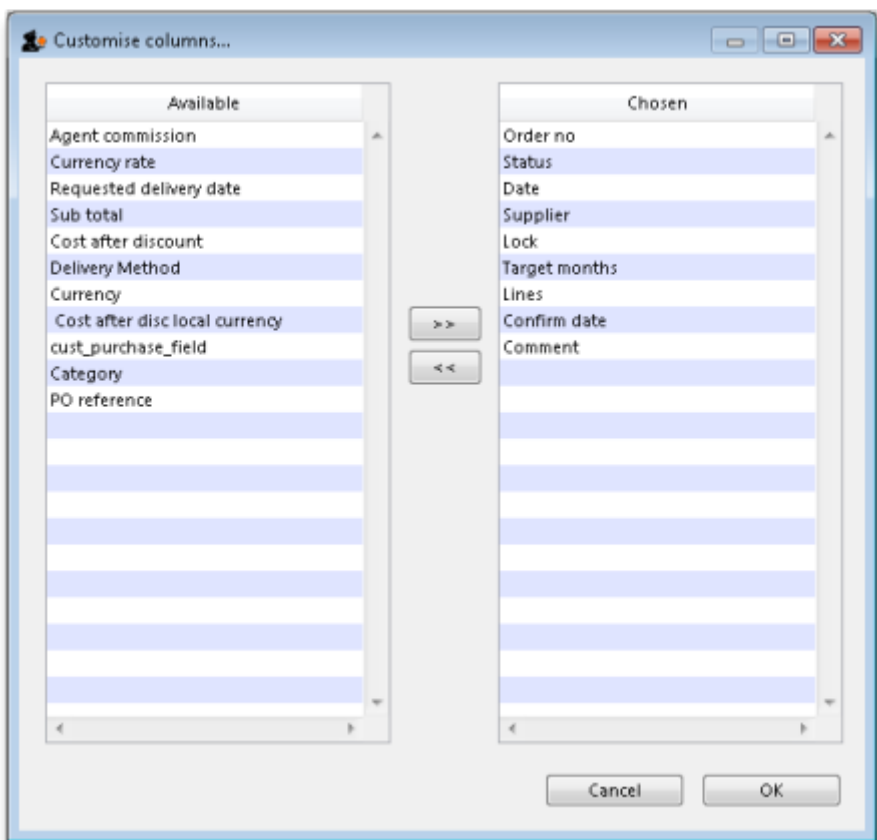 Customise columns...
Available
Agent commission
Currency rate
Requested delivery date
Sub total
Cost after discount
Delivery Method
Currency
Cost after disc local currency
cust_purchase_field
Category
PO reference
>>
<<
Chosen
Order no
Status
Date
Supplier
Lock
Target months
Lines
Confirm date
Comment
Cancel
OK